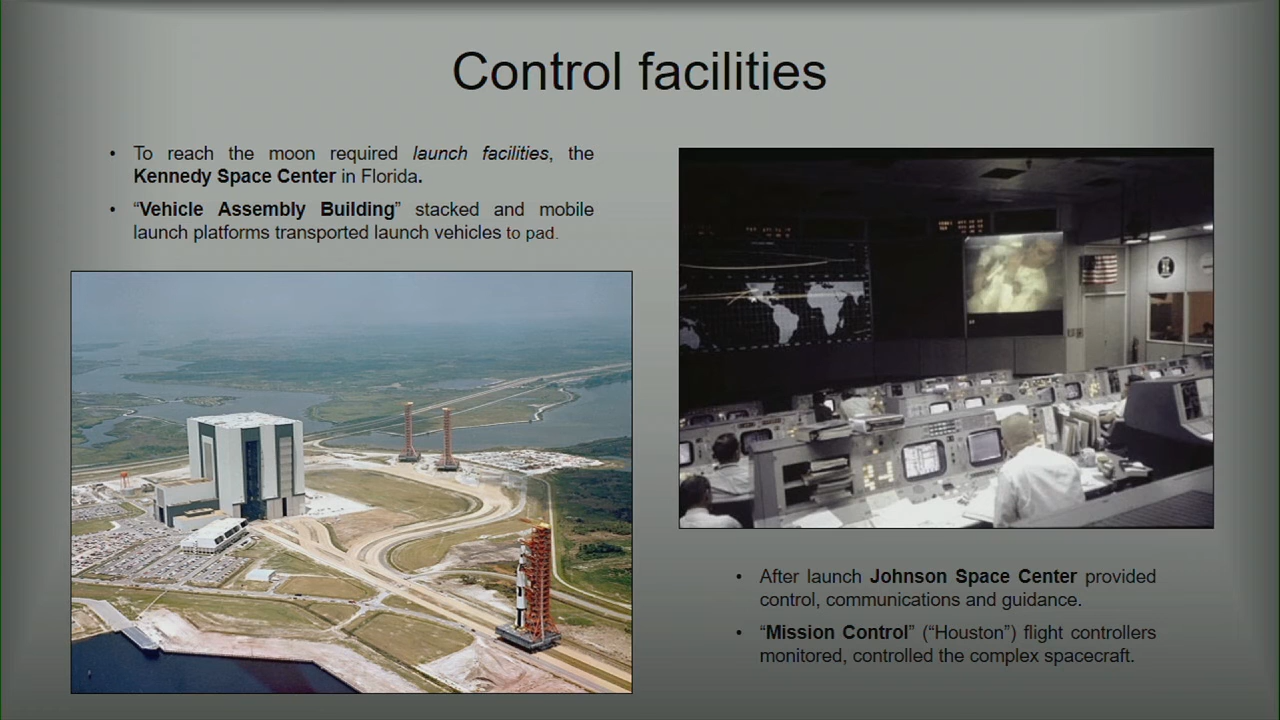 Control facilities
• To reach the moon required launch facilities, the
Kennedy Space Center in Florida.
• “Vehicle Assembly Building” stacked and mobile
launch platforms transported launch vehicles to pad.
• After launch Johnson Space Center provided
control, communications and guidance.
• “Mission Control” (“Houston”) flight controllers
monitored, controlled the complex spacecraft.